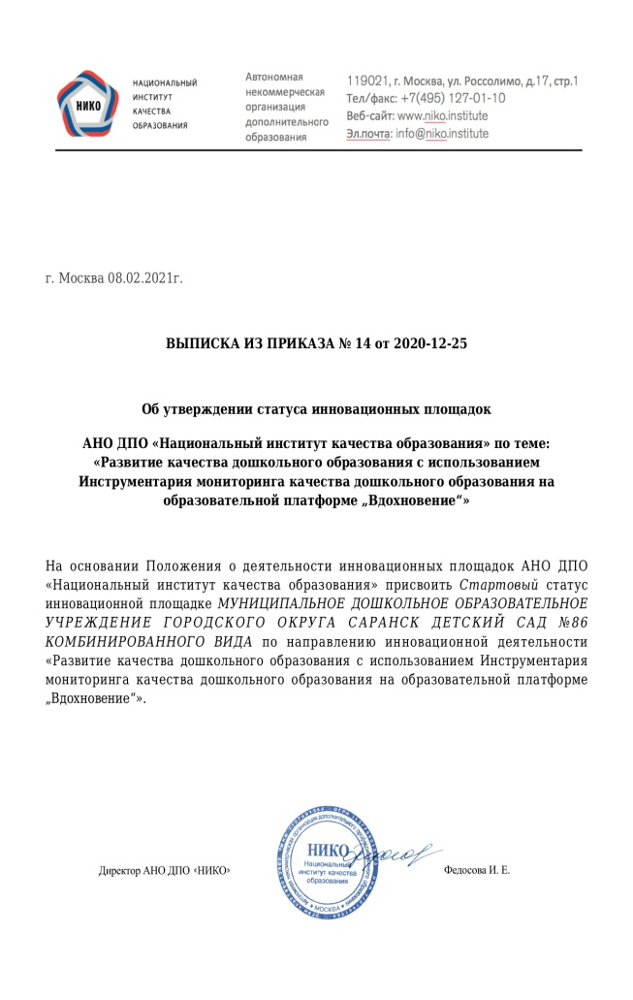 НИКО
НАЦИОНАЛЬНЫЙ
ИНСТИТУТ
КАЧЕСТВА
ОБРАЗОВАНИЯ
Автономная
некоммерческая
организация
дополнительного
образования
119021, г. Москва, ул. Россолимо, д.17, стр.1
Тел/факс: +7(495) 127-01-10
Веб-сайт: www.niko.institute
Эл.почта: info@niko.institute
г. Москва 08.02.2021г.
ВЫПИСКА ИЗ ПРИКАЗА № 14 от 2020-12-25
Об утверждении статуса инновационных площадок
АНО ДПО «Национальный институт качества образования» по теме:
«Развитие качества дошкольного образования с использованием
Инструментария мониторинга качества дошкольного образования на
образовательной платформе „Вдохновение“»
На основании Положения о деятельности инновационных площадок АНО ДПО
«Национальный институт качества образования» присвоить Стартовый статус
инновационной площадке МУНИЦИПАЛЬНОЕ ДОШКОЛЬНОЕ ОБРАЗОВАТЕЛЬНОЕ
УЧРЕЖДЕНИЕ ГОРОДСКОГО ОКРУГА САРАНСК ДЕТСКИЙ САД №86
КОМБИНИРОВАННОГО ВИДА по направлению инновационной деятельности
«Развитие качества дошкольного образования с использованием Инструментария
мониторинга качества дошкольного образования на образовательной платформе
„Вдохновение“».
Директор АНО ДПО «НИКО»
НИКО
Национальный
институт качества
образования
МОСКВА
Федосова И. Е.